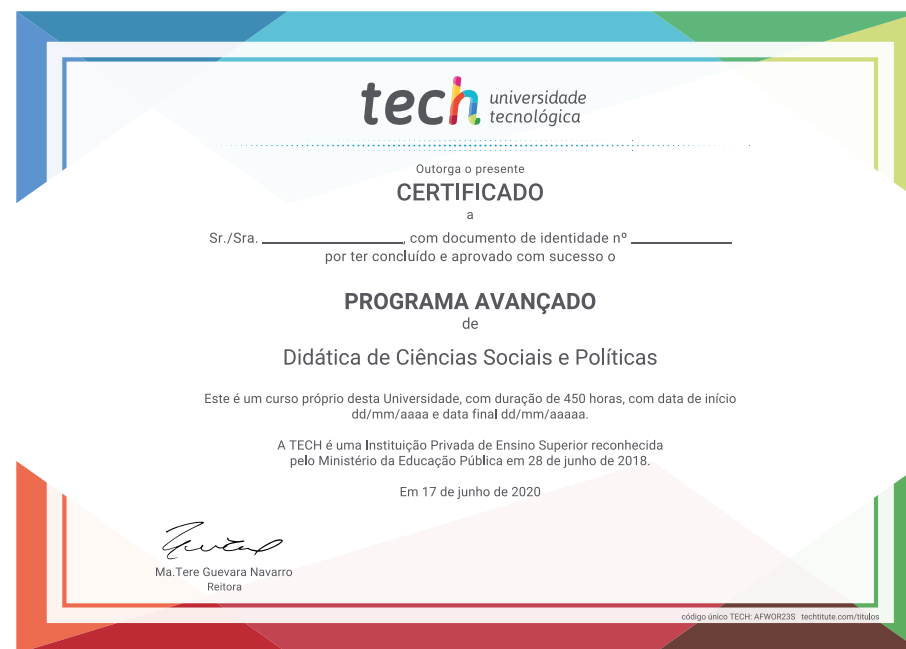 tech universidade
tecnológica
Outorga o presente
CERTIFICADO
a
Sr./Sra. ________________, com documento de identidade nº ____________
por ter concluído e aprovado com sucesso o
PROGRAMA AVANÇADO
de
Didática de Ciências Sociais e Políticas
Este é um curso próprio desta Universidade, com duração de 450 horas, com data de início
dd/mm/aaaa e data final dd/mm/aaaaa.
A TECH é uma Instituição Privada de Ensino Superior reconhecida
pelo Ministério da Educação Pública em 28 de junho de 2018.
Em 17 de junho de 2020
Ma.Tere Guevara Navarro
Reitora
código único TECH: AFWOR23S techtitute.com/titulos